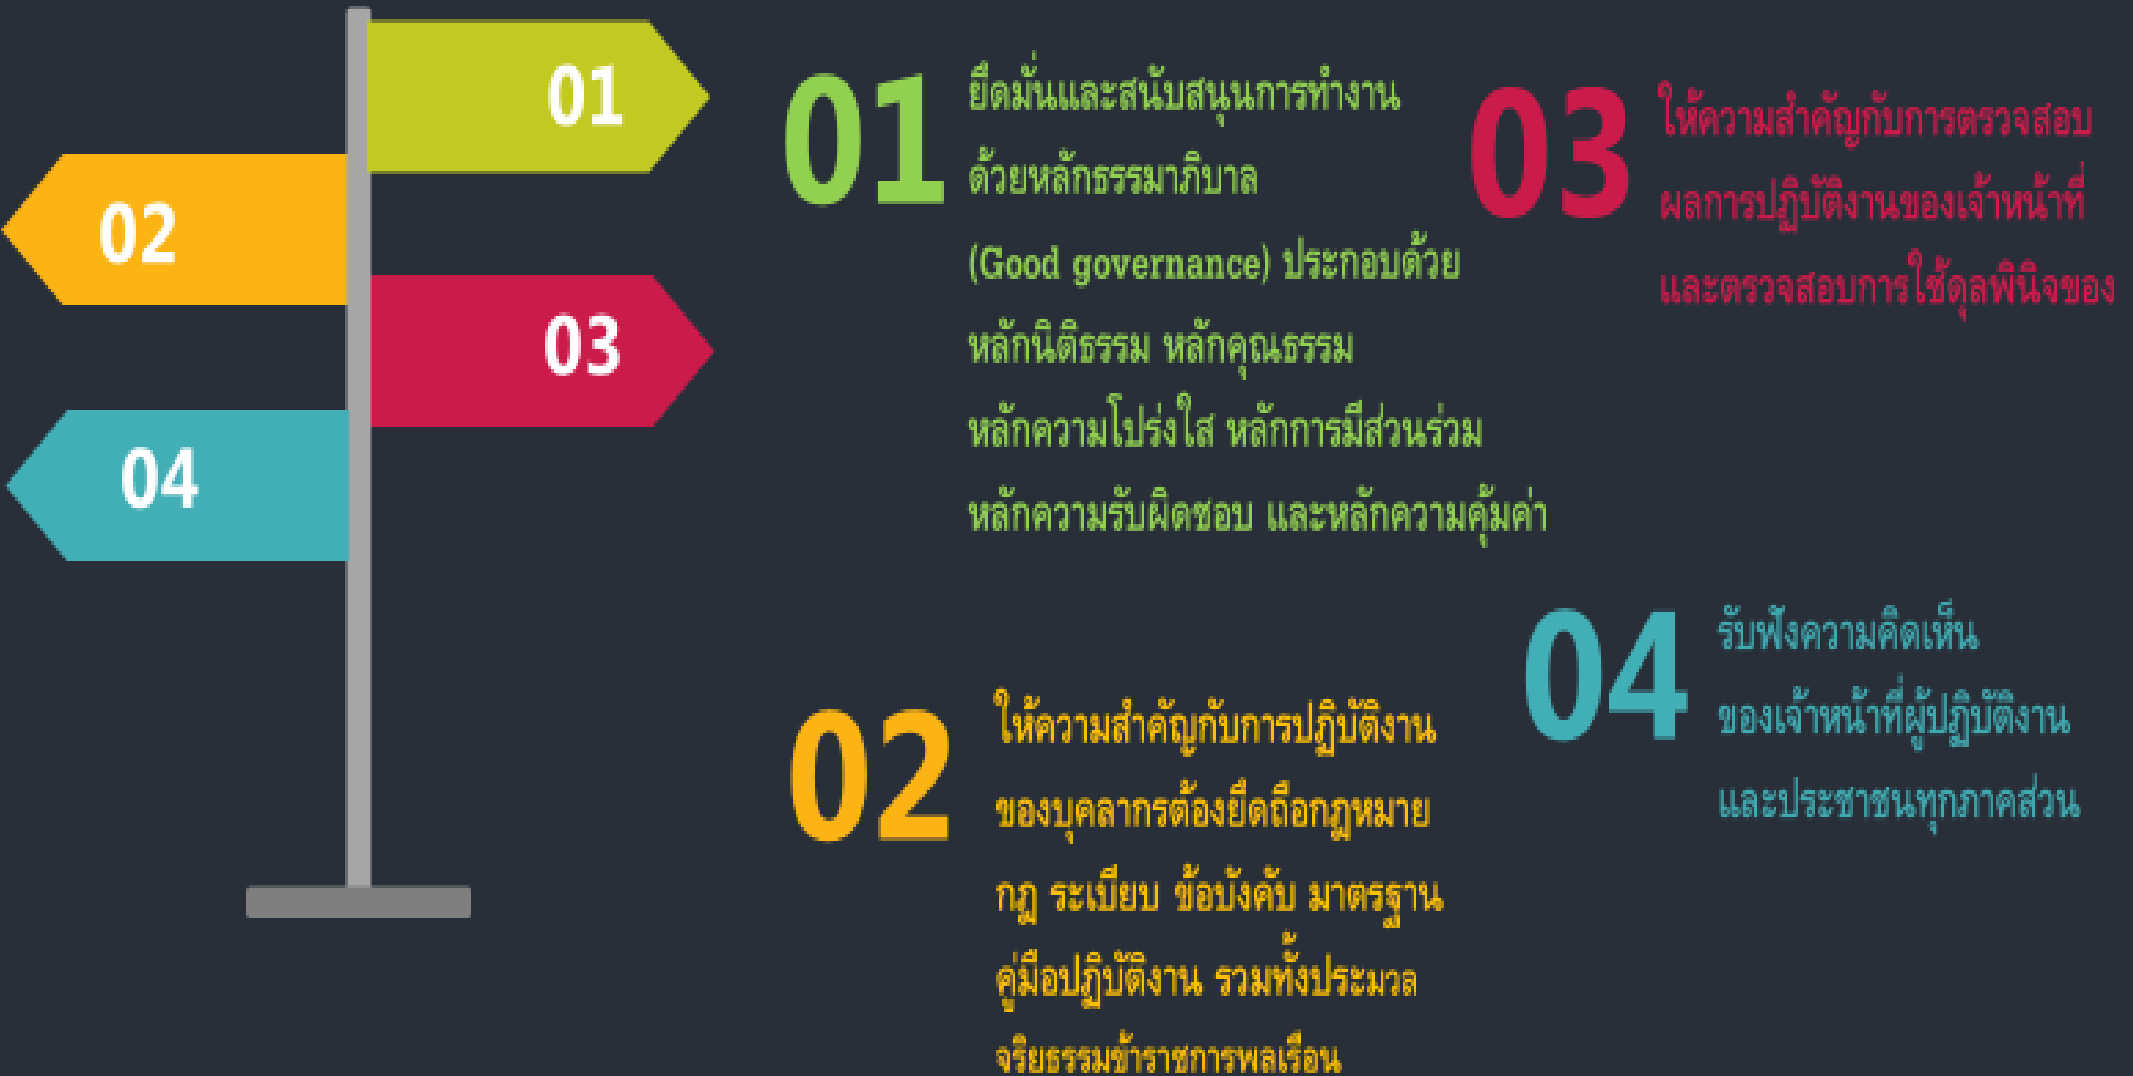 01
02
03
04
01
ยึดมั่นและสนับสนุนการทำงาน
ด้วยหลักธรรมาภิบาล
(Good governance) ประกอบด้วย
หลักนิติธรรม หลักคุณธรรม
หลักความโปร่งใส หลักการมีส่วนร่วม
หลักความรับผิดชอบ และหลักความคุ้มค่า
02
ให้ความสำคัญกับการปฏิบัติงาน
ของบุคลากรต้องยึดถือกฎหมาย
กฎ ระเบียบ ข้อบังคับ มาตรฐาน
คู่มือปฏิบัติงาน รวมทั้งประมวล
จริยธรรมข้าราชการพลเรือน
03
ให้ความสำคัญกับการตรวจสอบ
ผลการปฏิบัติงานของเจ้าหน้าที่
และตรวจสอบการใช้ดุลพินิจของ
04
รับฟังความคิดเห็น
ของเจ้าหน้าที่ผู้ปฏิบัติงาน
และประชาชนทุกภาคส่วน